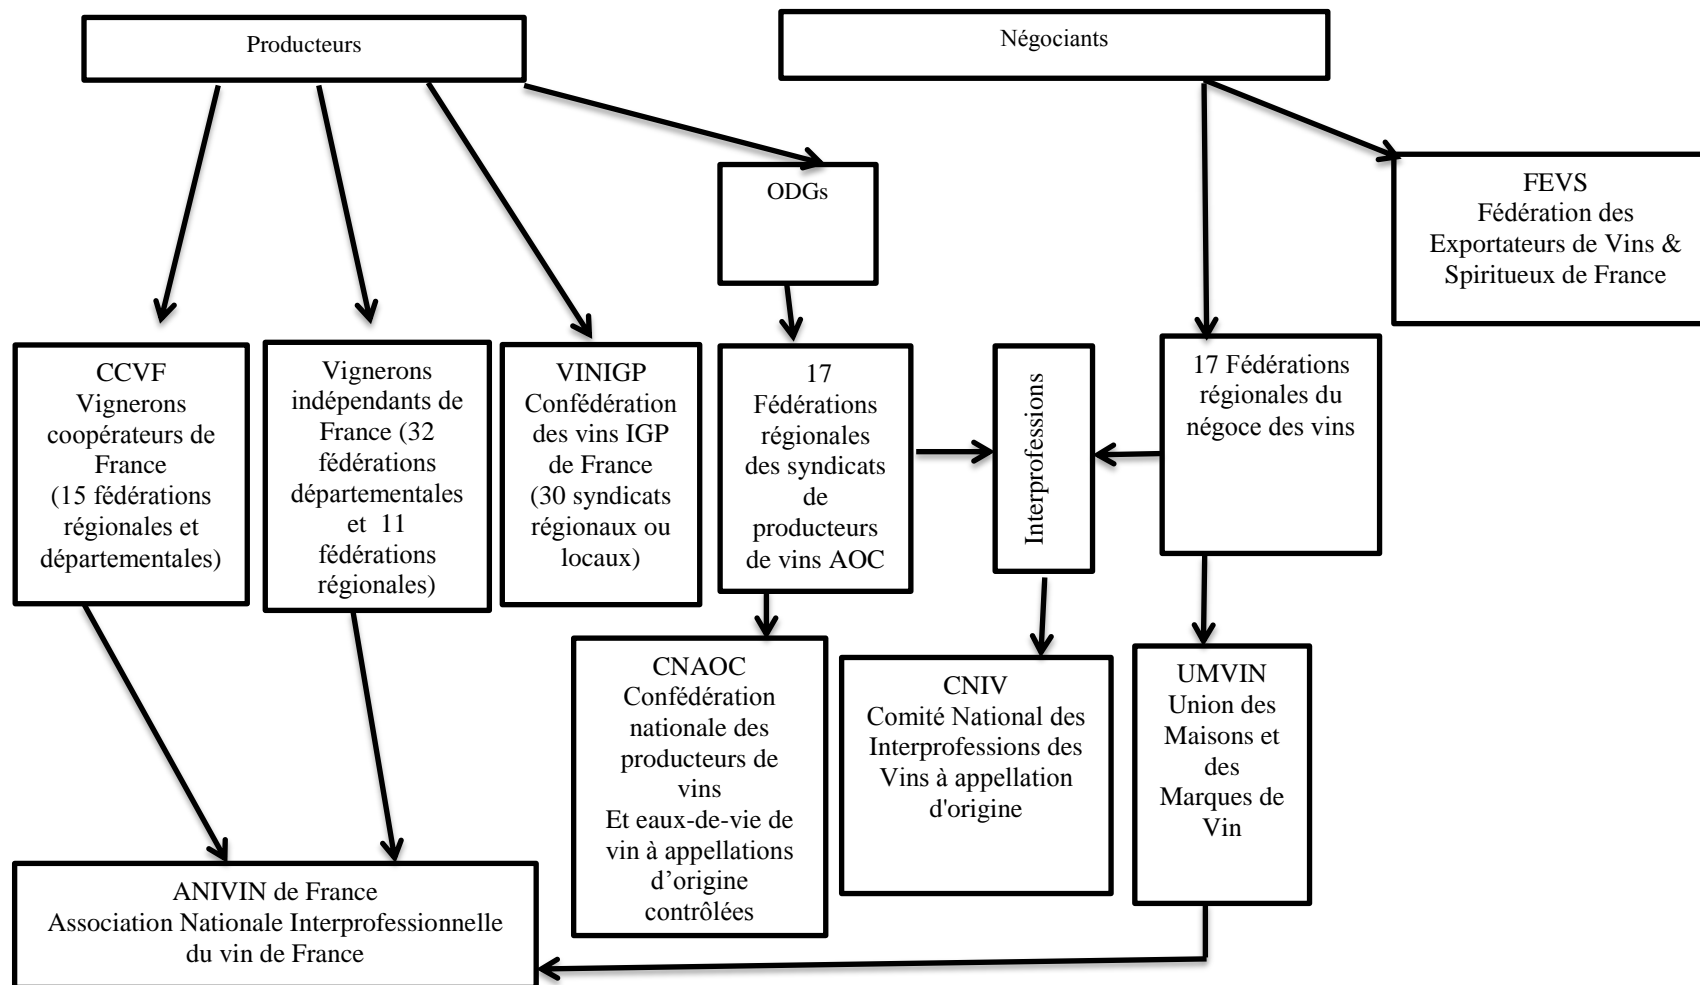 Producteurs
Négociants
ODGs
FEVS
Fédération des
Exportateurs de Vins &
Spiritueux de France
CCVF
Vignerons
coopérateurs de
France
(15 fédérations
régionales et
départementales)
Vignerons
indépendants de
France (32
fédérations
départementales
et 11
fédérations
régionales)
VINIGP
Confédération
des vins IGP
de France
(30 syndicats
régionaux ou
locaux)
17
Fédérations
régionales
des syndicats
de
producteurs
de vins AOC
Interprofessions
17 Fédérations
régionales du
négoce des vins
CNAOC
Confédération
nationale des
producteurs de
vins
Et eaux-de-vie de
vin à appellations
d’origine
contrôlées
CNIV
Comité National des
Interprofessions des
Vins à appellation
d'origine
UMVIN
Union des
Maisons et
des
Marques de
Vin
ANIVIN de France
Association Nationale Interprofessionnelle
du vin de France